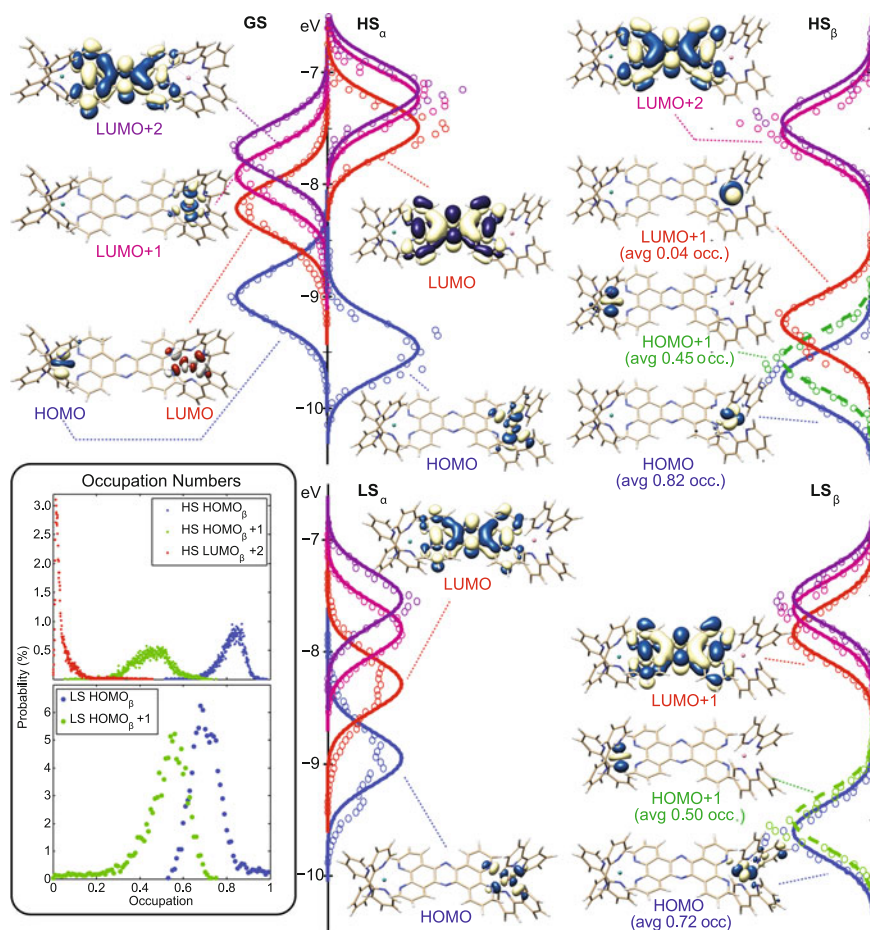 GS
eV
HSα
HSβ
−7
−8
−9
−10
LUMO+2
LUMO+1
HOMO
LUMO
LUMO
HOMO
LUMO+2
LUMO+1
(avg 0.04 occ.)
HOMO+1
(avg 0.45 occ.)
HOMO
(avg 0.82 occ.)
Occupation Numbers
3.0
2.5
2.0
1.5
1.0
0.5
HS HOMOβ
HS HOMOβ+1
HS LUMOβ +2
Probability (%)
6
5
4
3
2
1
0
LS HOMOβ
LS HOMOβ +1
0
0.2
0.4
0.6
0.8
1
Occupation
eV
LSα
LSβ
−7
−8
−9
−10
LUMO
HOMO
LUMO+1
HOMO+1
(avg 0.50 occ.)
HOMO
(avg 0.72 occ)